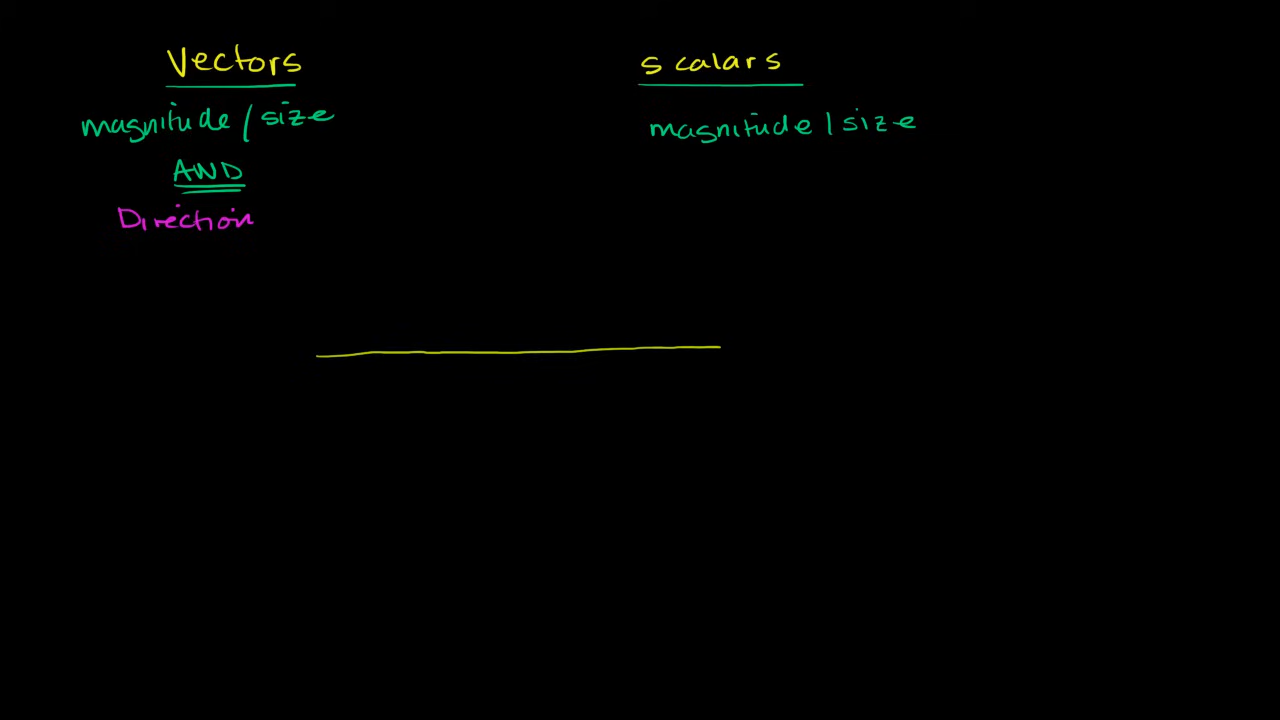 Vectors
magnitude / size
AND
Direction
scalars
magnitude / size